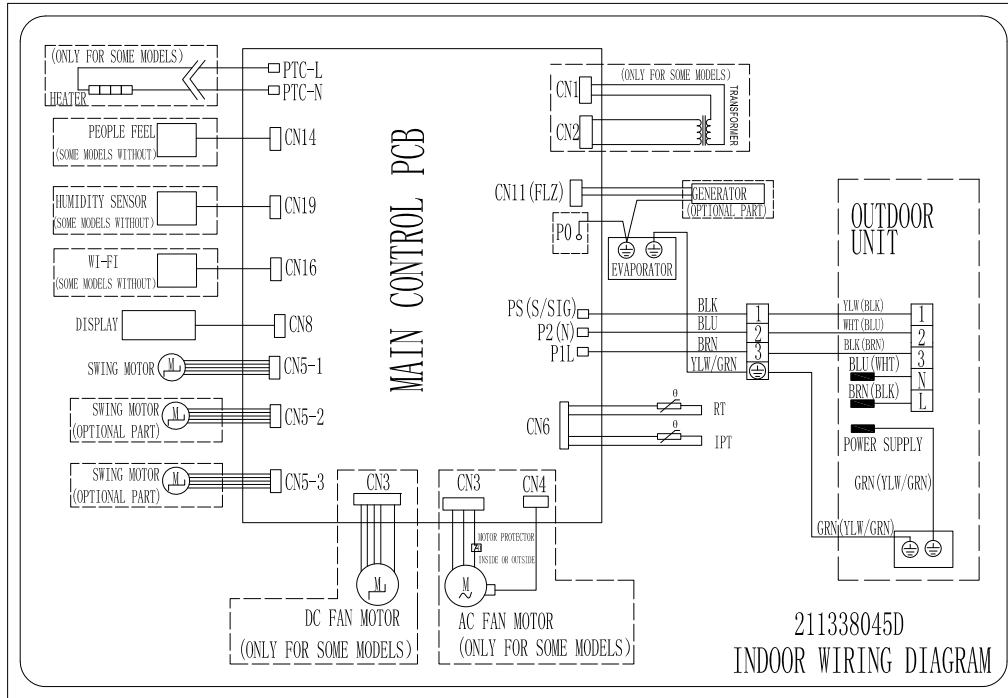 (ONLY FOR SOME MODELS)
HEATER
PTC-L
PTC-N
PEOPLE FEEL
(SOME MODELS WITHOUT)
CN14
HUMIDITY SENSOR
(SOME MODELS WITHOUT)
CN19
WI-FI
(SOME MODELS WITHOUT)
CN16
DISPLAY
CN8
SWING MOTOR
M
CN5-1
SWING MOTOR
(OPTIONAL PART)
M
CN5-2
SWING MOTOR
(OPTIONAL PART)
M
CN5-3
MAIN CONTROL PCB
(ONLY FOR SOME MODELS)
CN1
CN2
TRANSFORMER
CN11(FLZ)
GENERATOR
(OPTIONAL PART)
P0
EVAPORATOR
PS(S/SIG)
P2(N)
P1L
BLK
BLU
BRN
YLW/GRN
1
2
3
CN6
θ
RT
θ
IPT
CN3
M
DC FAN MOTOR
(ONLY FOR SOME MODELS)
CN3
CN4
MOTOR PROTECTOR
INSIDE OR OUTSIDE
M
~
AC FAN MOTOR
(ONLY FOR SOME MODELS)
OUTDOOR
UNIT
YLW(BLK)
WHT(BLU)
BLK(BRN)
BLU(WHT)
BRN(BLK)
1
2
3
N
L
POWER SUPPLY
GRN(YLW/GRN)
GRN(YLW/GRN)
211338045D
INDOOR WIRING DIAGRAM